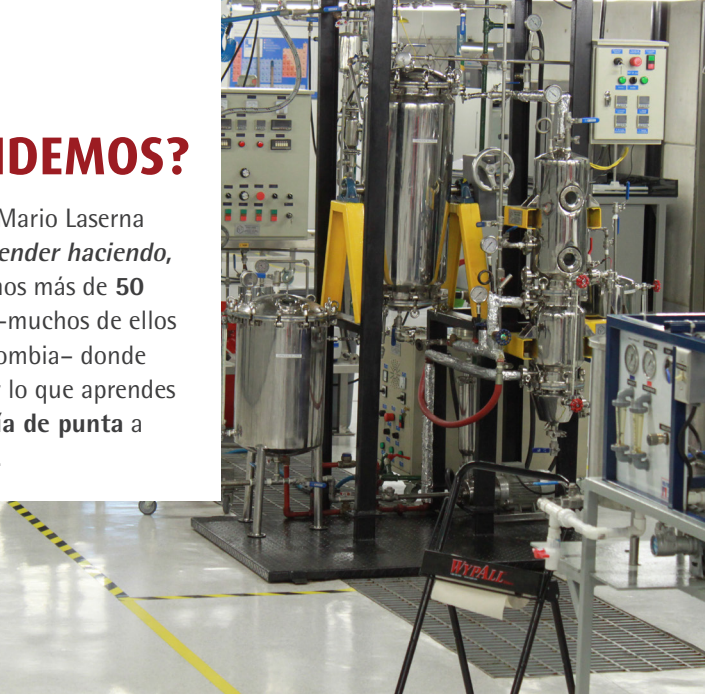 DEMOS?
Mario Laserna
ender haciendo,
nos más de 50
–muchos de ellos
ombia– donde
lo que aprendes
ía de punta a
WYPALL